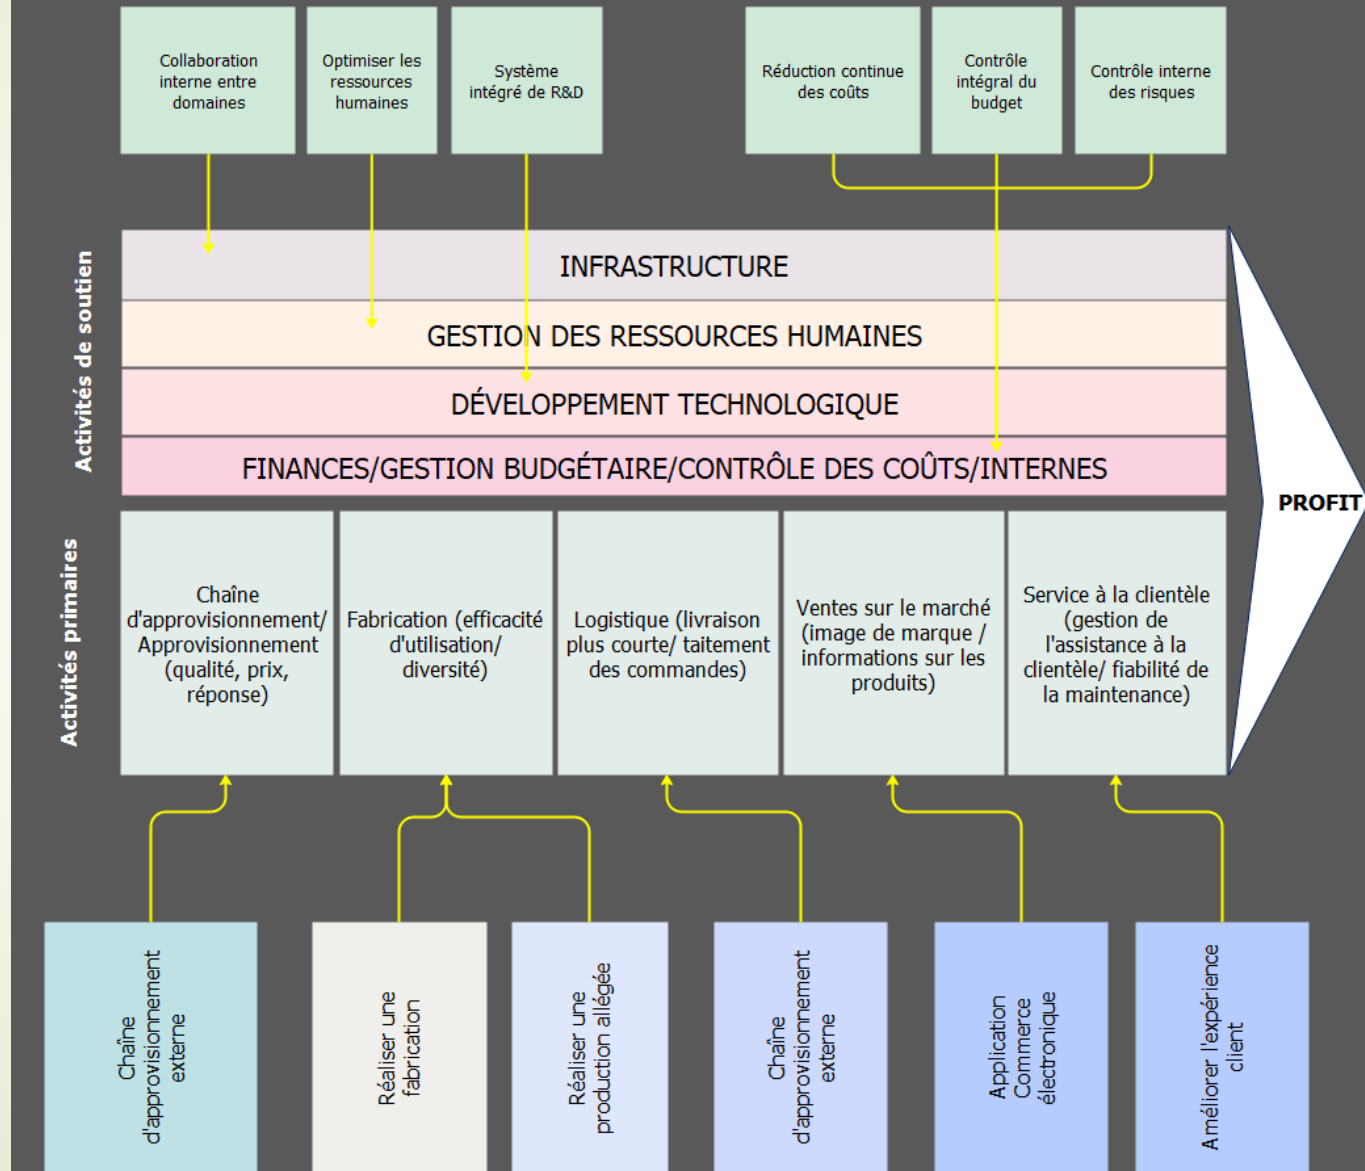 Collaboration
interne entre
domaines
Optimiser les
ressources
humaines
Système
intégré de R&D
Réduction continue
des coûts
Contrôle
intégral du
budget
Contrôle interne
des risques
Activités de soutien
INFRASTRUCTURE
GESTION DES RESSOURCES HUMAINES
DÉVELOPPEMENT TECHNOLOGIQUE
FINANCES/GESTION BUDGÉTAIRE/CONTRÔLE DES COÛTS/INTERNES
PROFIT
Activités primaires
Chaîne
d'approvisionnement/
Approvisionnement
(qualité, prix,
réponse)
Fabrication (efficacité
d'utilisation/
diversité)
Logistique (livraison
plus courte/ taitement
des commandes)
Ventes sur le marché
(image de marque /
informations sur les
produits)
Service à la clientèle
(gestion de
l'assistance à la
clientèle/ fiabilité de
la maintenance)
Chaîne
d'approvisionnement
externe
Réaliser une
fabrication
Réaliser une
production allégée
Chaîne
d'approvisionnement
externe
Application
Commerce
électronique
Améliorer l'expérience
client